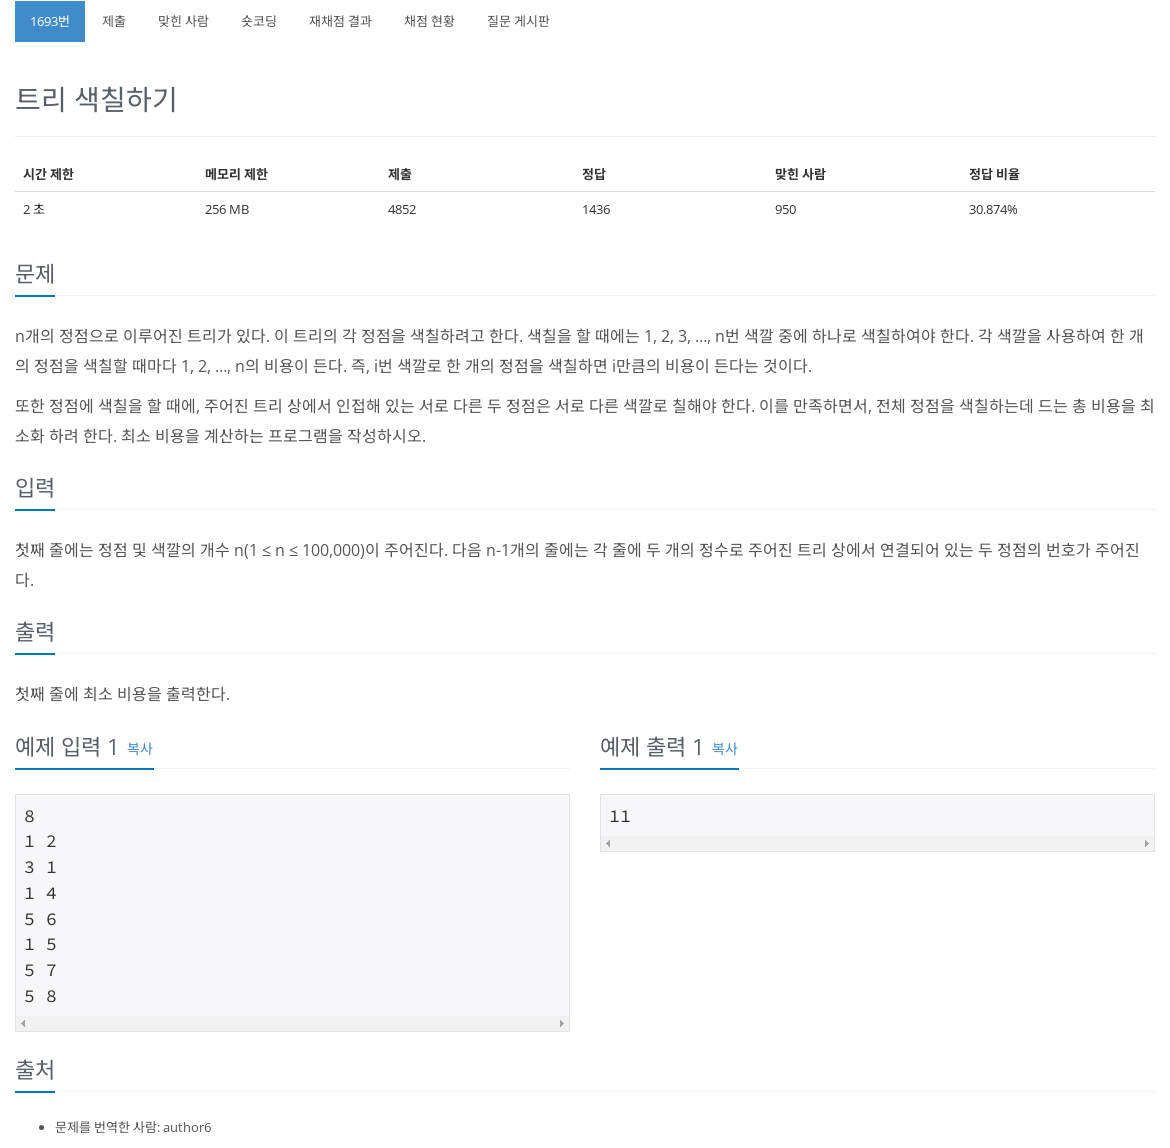 1693번 제출 맞힌 사람 숏코딩 재채점 결과 채점 현황 질문 게시판
트리 색칠하기
시간 제한 메모리 제한 제출 정답 맞힌 사람 정답 비율
2 초 256 MB 4852 1436 950 30.874%
문제
n개의 정점으로 이루어진 트리가 있다. 이 트리의 각 정점을 색칠하려고 한다. 색칠을 할 때에는 1, 2, 3, …, n번 색깔 중에 하나로 색칠하여야 한다. 각 색깔을 사용하여 한 개
의 정점을 색칠할 때마다 1, 2, …, n의 비용이 든다. 즉, i번 색깔로 한 개의 정점을 색칠하면 i만큼의 비용이 든다는 것이다.
또한 정점에 색칠을 할 때에, 주어진 트리 상에서 인접해 있는 서로 다른 두 정점은 서로 다른 색깔로 칠해야 한다. 이를 만족하면서, 전체 정점을 색칠하는데 드는 총 비용을 최
소화 하려 한다. 최소 비용을 계산하는 프로그램을 작성하시오.
입력
첫째 줄에는 정점 및 색깔의 개수 n(1 ≤ n ≤ 100,000)이 주어진다. 다음 n-1개의 줄에는 각 줄에 두 개의 정수로 주어진 트리 상에서 연결되어 있는 두 정점의 번호가 주어진
다.
출력
첫째 줄에 최소 비용을 출력한다.
예제 입력 1 복사
8
1 2
3 1
1 4
5 6
1 5
5 7
5 8
예제 출력 1 복사
11
출처
문제를 번역한 사람: author6